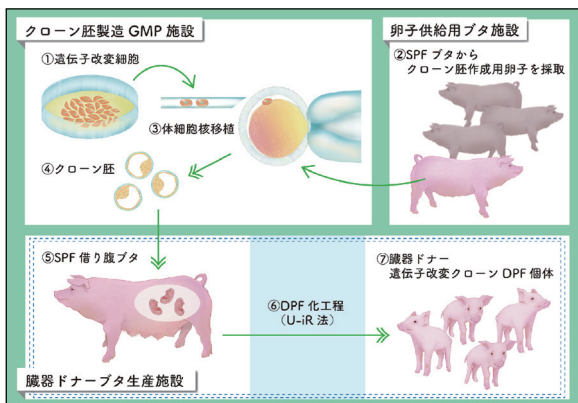 クローン胚製造 GMP 施設
①遺伝子改変細胞
③体細胞核移植
④クローン胚
卵子供給用ブタ施設
②SPF ブタから
クローン胚作成用卵子を採取
⑤SPF 借り腹ブタ
⑥DPF 化工程
（U-iR 法）
⑦臓器ドナー
遺伝子改変クローン DPF 個体
臓器ドナーブタ生産施設